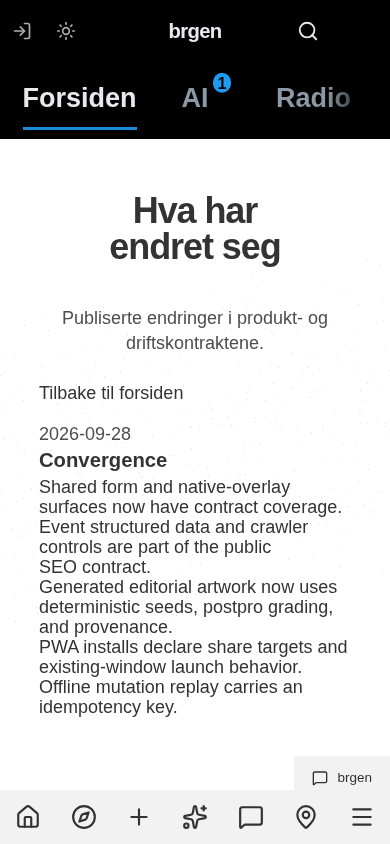 brgen
Forsiden AI 1 Radio
Hva har
endret seg
Publiserte endringer i produkt- og
driftskontraktene.
Tilbake til forsiden
2026-09-28
Convergence
Shared form and native-overlay
surfaces now have contract coverage.
Event structured data and crawler
controls are part of the public
SEO contract.
Generated editorial artwork now uses
deterministic seeds, postpro grading,
and provenance.
PWA installs declare share targets and
existing-window launch behavior.
Offline mutation replay carries an
idempotency key.
brgen